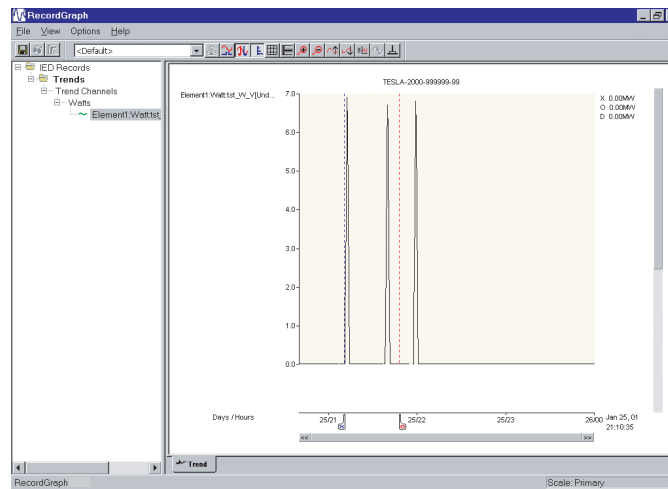 RecordGraph
File View Options Help
<Default>
IED Records
Trends
Trend Channels
Watts
Element1:Watt:tst_
TESLA-2000-999999-99
Element1:Watt:tst_W_V[Und...
X 0.00MW
O 0.00MW
D 0.00MW
7.0
6.0
5.0
4.0
3.0
2.0
1.0
0.0
Days / Hours
25/21 25/22 25/23 26/00
Jan 25, 01
21:10:35
<< >>
Trend
RecordGraph Scale: Primary